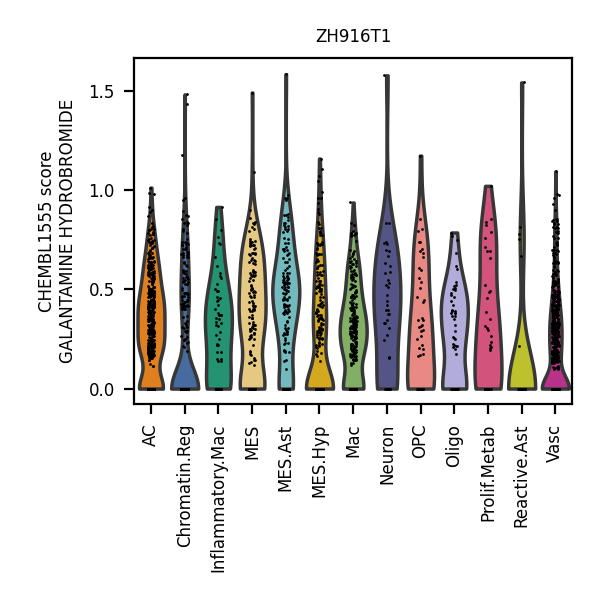 ZH916T1
CHEMBL1555 score
GALANTAMINE HYDROBROMIDE
1.5
1.0
0.5
0.0
AC
Chromatin.Reg
Inflammatory.Mac
MES
MES.Ast
MES.Hyp
Mac
Neuron
OPC
Oligo
Prolif.Metab
Reactive.Ast
Vasc